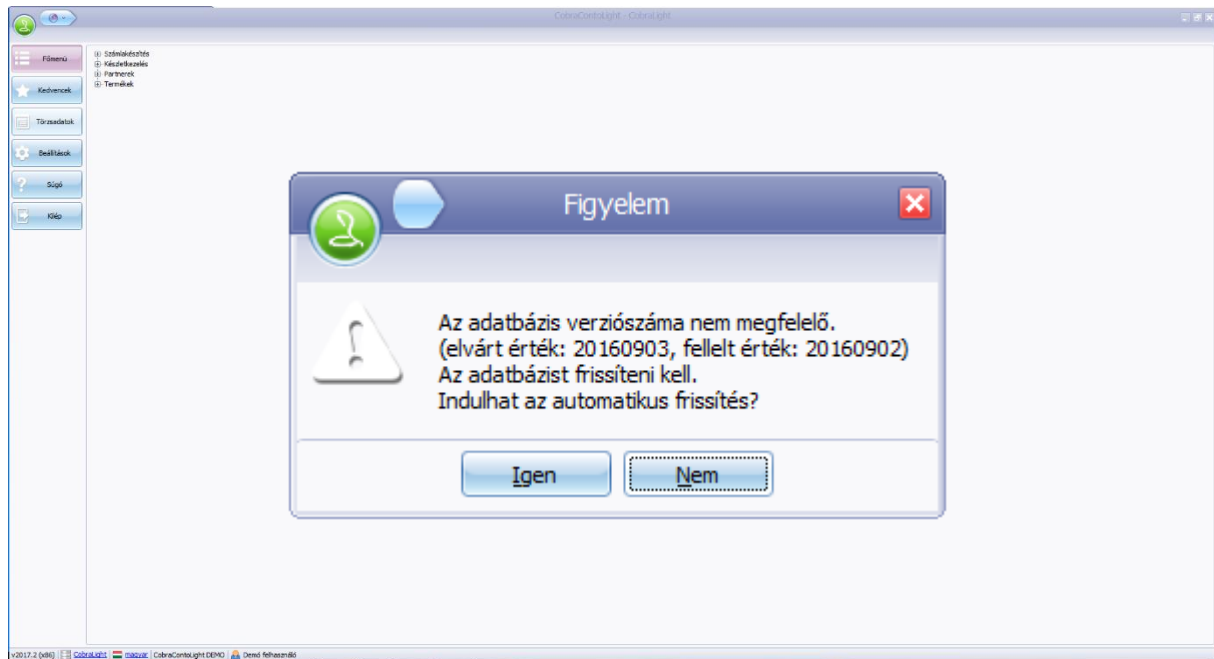 CobraContoLight - CobraLight
Főmenü
Kedvencek
Törzsadatok
Beállítások
Súgó
Kilép
Számlakészítés
Készletkezelés
Partnerek
Termékek
Figyelem
Az adatbázis verziószáma nem megfelelő.
(elvárt érték: 20160903, fellelt érték: 20160902)
Az adatbázist frissíteni kell.
Indulhat az automatikus frissítés?
Igen
Nem
v2017.2 (x86) CobraLight magyar CobraContoLight DEMO Demó felhasználó